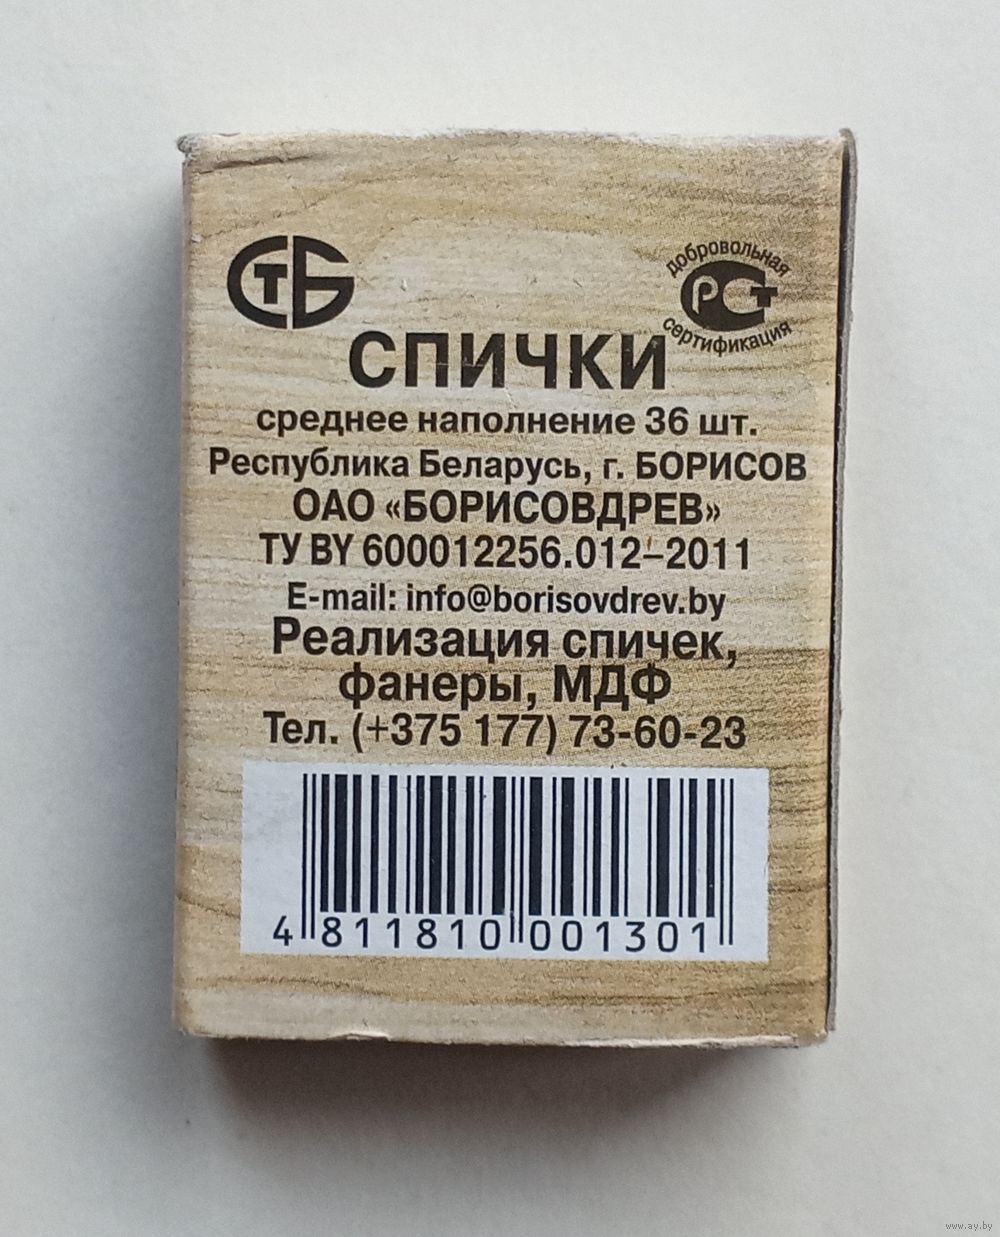 СТБ
добровольная
РСТ
сертификация
СПИЧКИ
среднее наполнение 36 шт.
Республика Беларусь, г. БОРИСОВ
ОАО «БОРИСОВДРЕВ»
ТУ BY 600012256.012-2011
E-mail: info@borisovdrev.by
Реализация спичек,
фанеры, МДФ
Тел. (+375 177) 73-60-23
4 811810 001301
www.ay.by